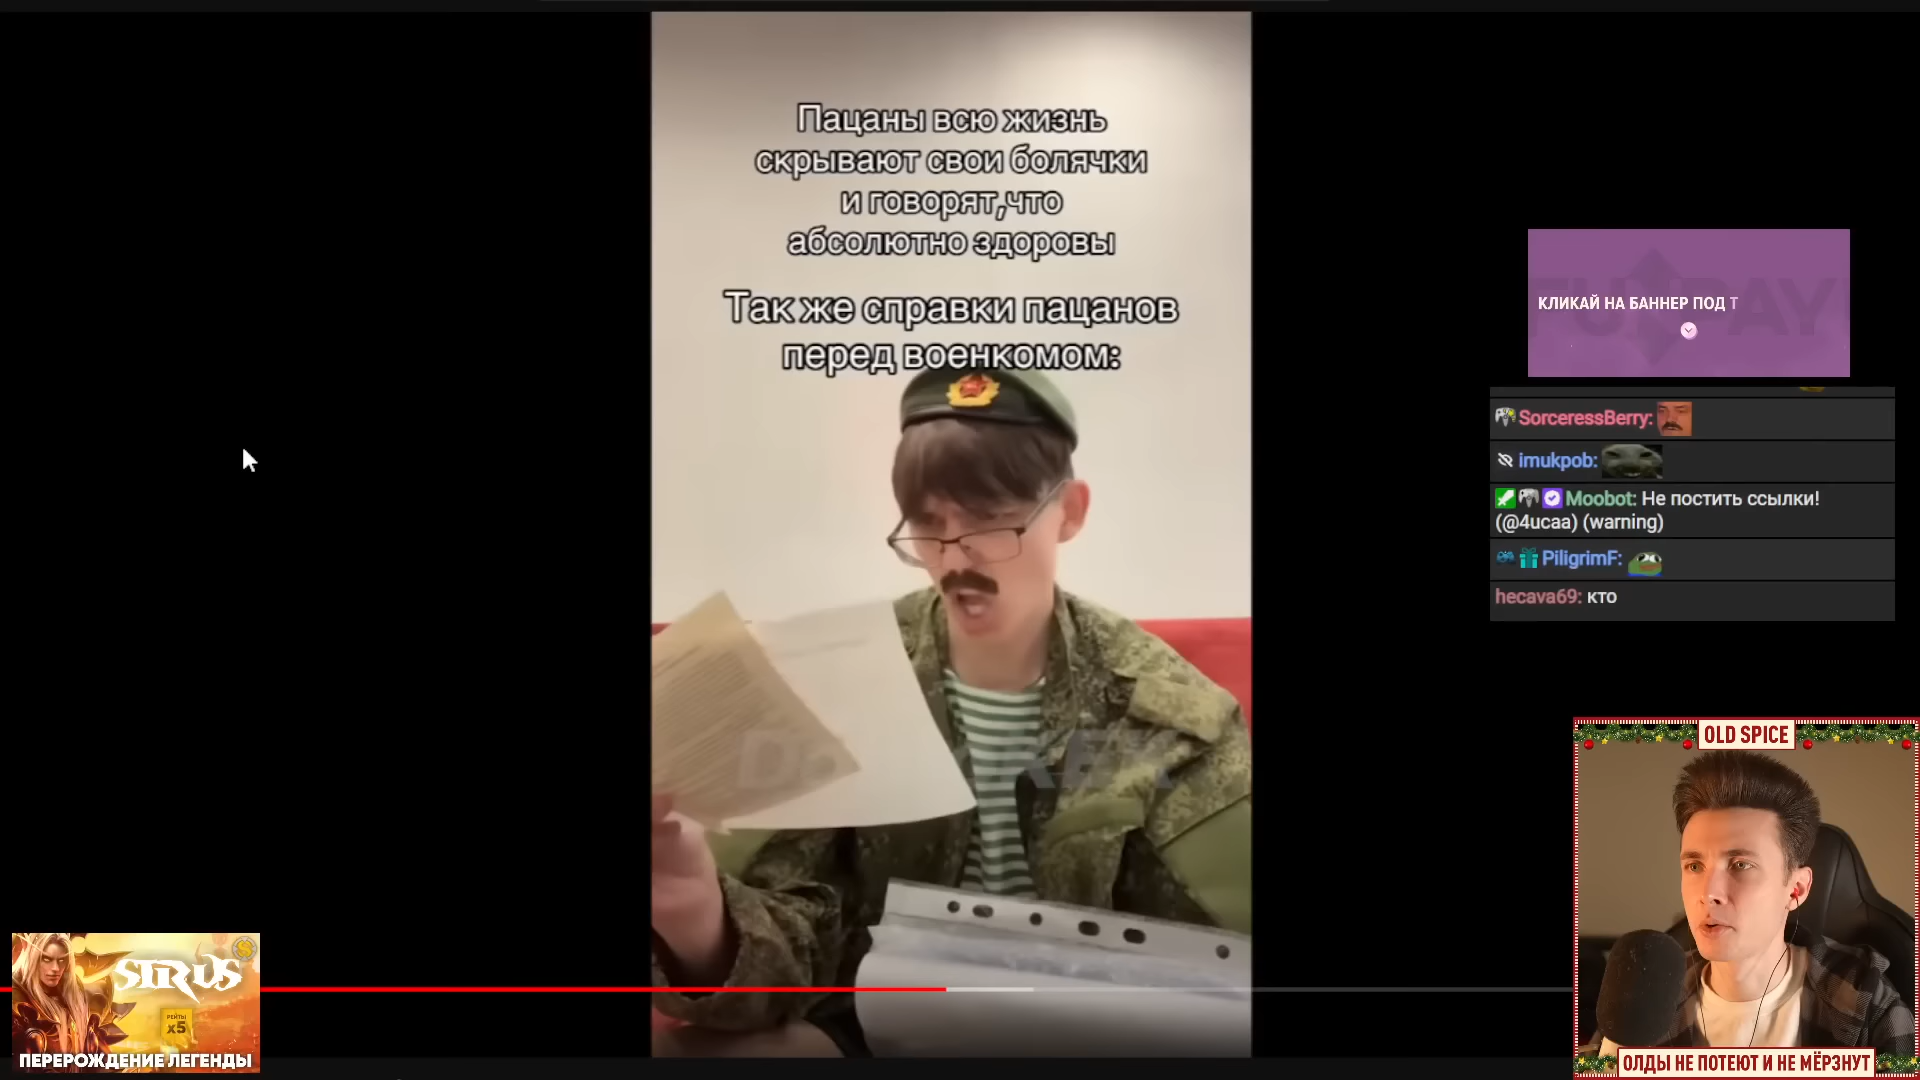 Пацаны всю жизнь
скрывают свои болячки
и говорят,что
абсолютно здоровы
Так же справки пацанов
перед военкомом:
КЛИКАЙ НА БАННЕР ПОД Т
SorceressBerry:
imukpob:
Moobot: Не постить ссылки!
(@4ucaa) (warning)
PiligrimF:
hecava69: кто
OLD SPICE
ОЛДЫ НЕ ПОТЕЮТ И НЕ МЁРЗНУТ
SIRUS
РЕЙТЫ
x5
ПЕРЕРОЖДЕНИЕ ЛЕГЕНДЫ